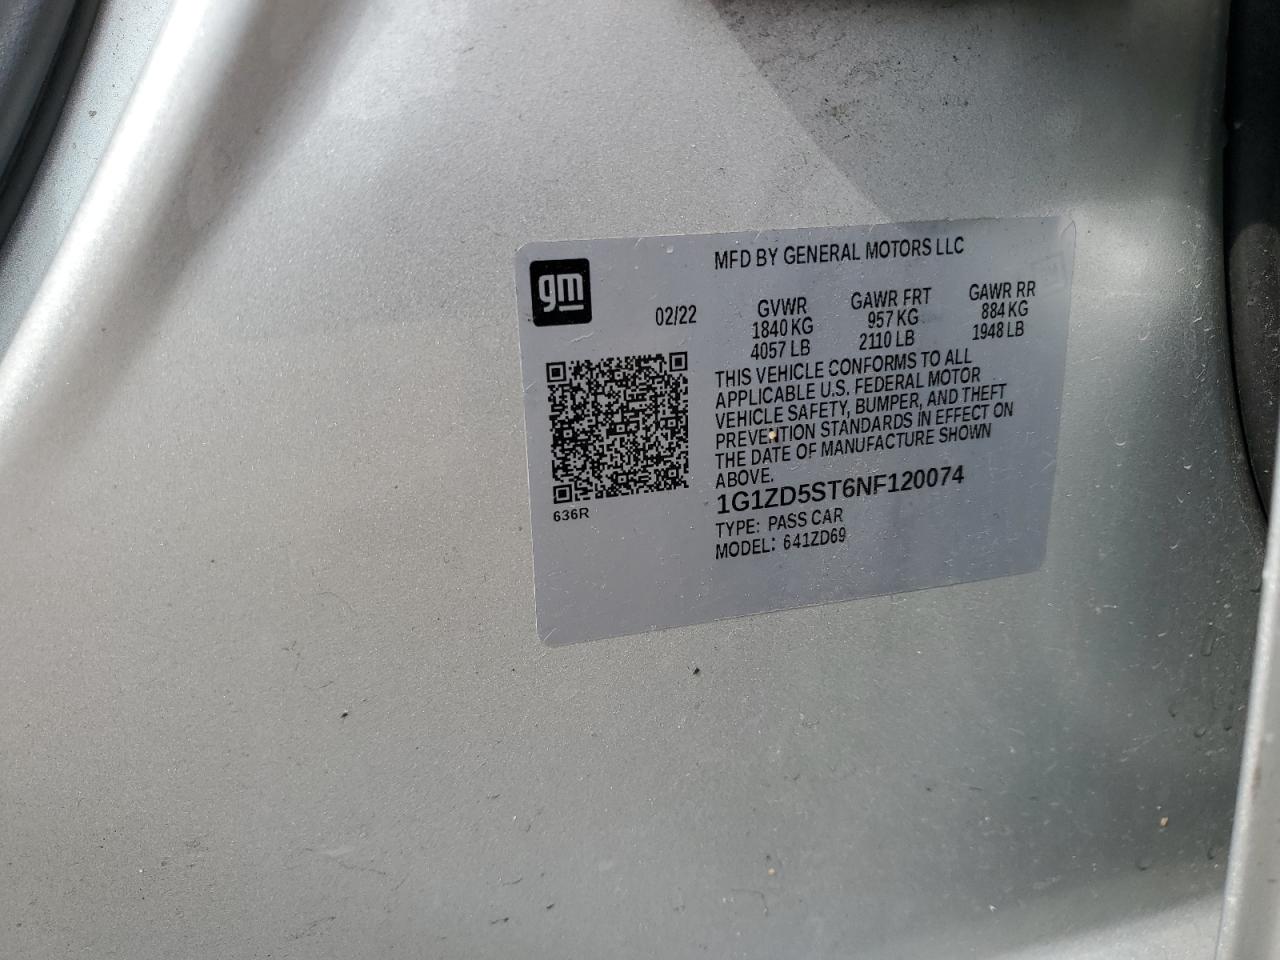 MFD BY GENERAL MOTORS LLC
gm
02/22
GVWR
1840 KG
4057 LB
GAWR FRT
957 KG
2110 LB
GAWR RR
884 KG
1948 LB
THIS VEHICLE CONFORMS TO ALL
APPLICABLE U.S. FEDERAL MOTOR
VEHICLE SAFETY, BUMPER, AND THEFT
PREVENTION STANDARDS IN EFFECT ON
THE DATE OF MANUFACTURE SHOWN
ABOVE.
1G1ZD5ST6NF120074
TYPE: PASS CAR
MODEL: 641ZD69
636R